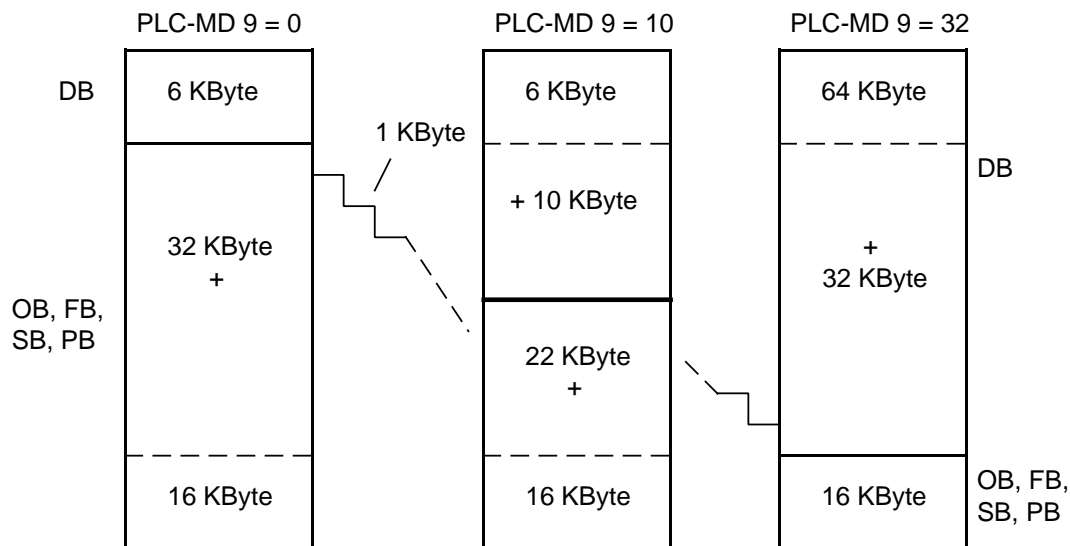 PLC-MD 9 = 0
PLC-MD 9 = 10
PLC-MD 9 = 32
DB
6 KByte
6 KByte
64 KByte
1 KByte
DB
+ 10 KByte
32 KByte
+
+
32 KByte
OB, FB,
SB, PB
22 KByte
+
16 KByte
16 KByte
16 KByte
OB, FB,
SB, PB